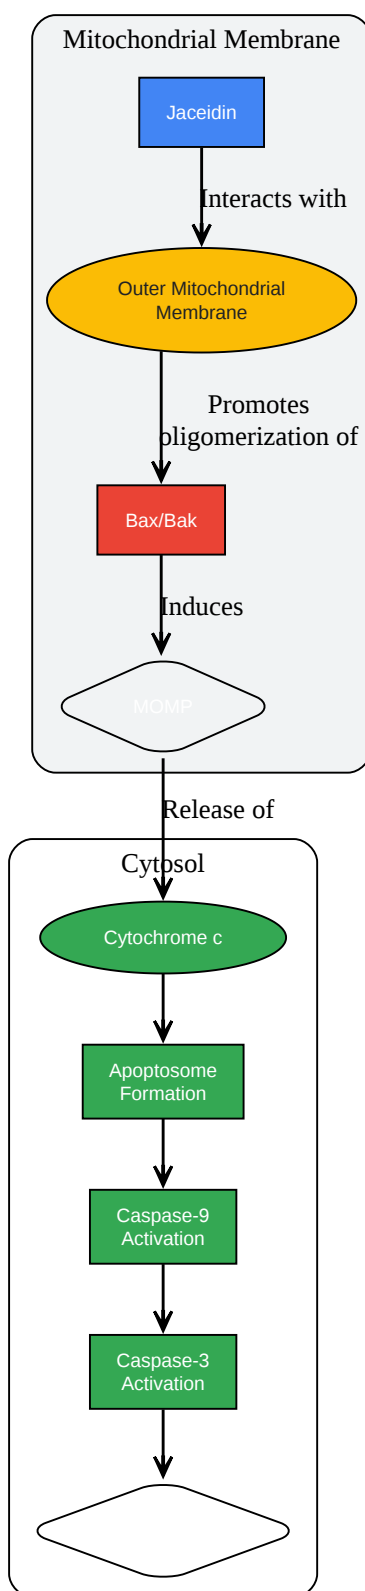 Mitochondrial Membrane
Jaceidin
Interacts with
Outer Mitochondrial
Membrane
Promotes
oligomerization of
Bax/Bak
Induces
MOMP
Release of
Cytosol
Cytochrome c
Apoptosome
Formation
Caspase-9
Activation
Caspase-3
Activation